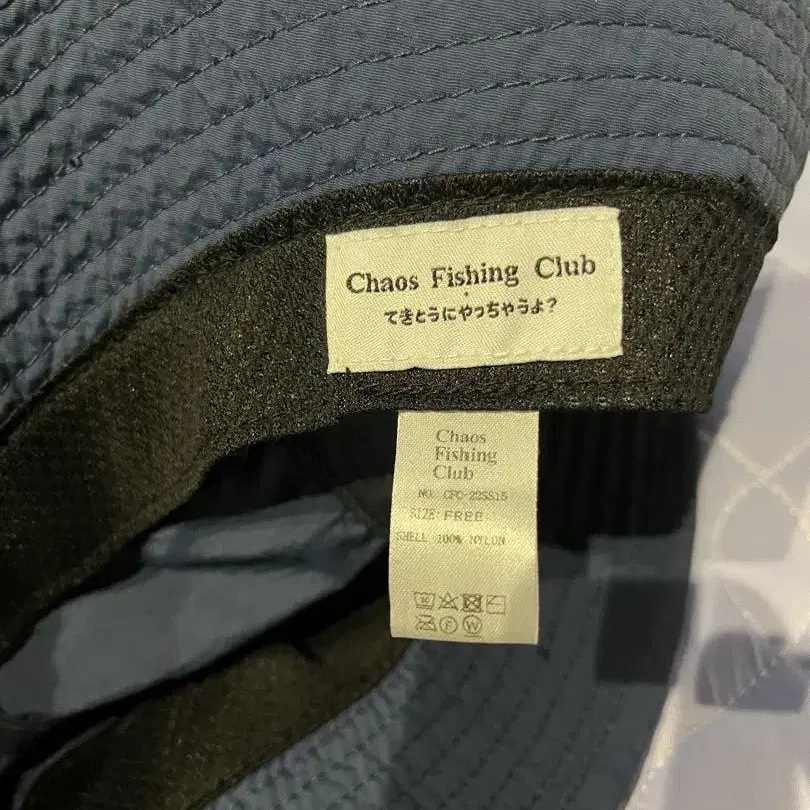 Chaos Fishing Club
てきとうにやっちゃうよ?
Chaos
Fishing
Club
NO. CFC-22SS15
SIZE: FREE
SHELL 100% NYLON